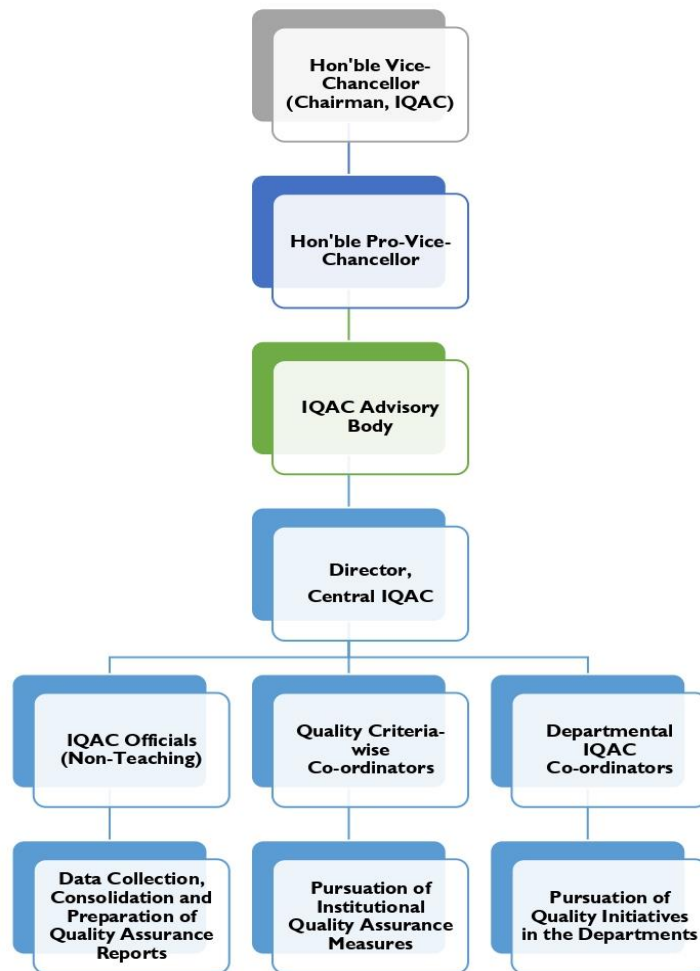 Hon'ble Vice-
Chancellor
(Chairman, IQAC)
Hon'ble Pro-Vice-
Chancellor
IQAC Advisory
Body
Director,
Central IQAC
IQAC Officials
(Non-Teaching)
Quality Criteria-
wise
Co-ordinators
Departmental
IQAC
Co-ordinators
Data Collection,
Consolidation and
Preparation of
Quality Assurance
Reports
Pursuation of
Institutional
Quality Assurance
Measures
Pursuation of
Quality Initiatives
in the Departments